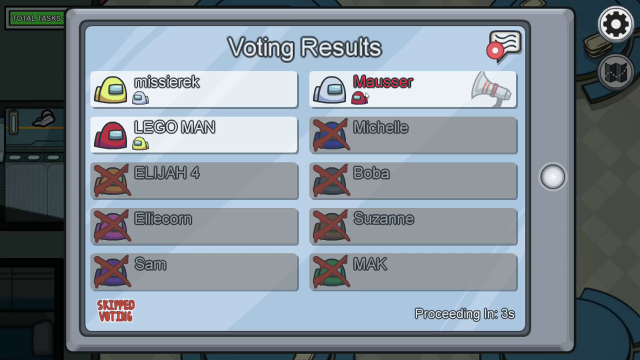 TOTAL TASKS
Voting Results
missierek
Mausser
LEGO MAN
Michelle
ELIJAH 4
Boba
Elliecorn
Suzanne
Sam
MAK
SKIPPED
VOTING
Proceeding In: 3s